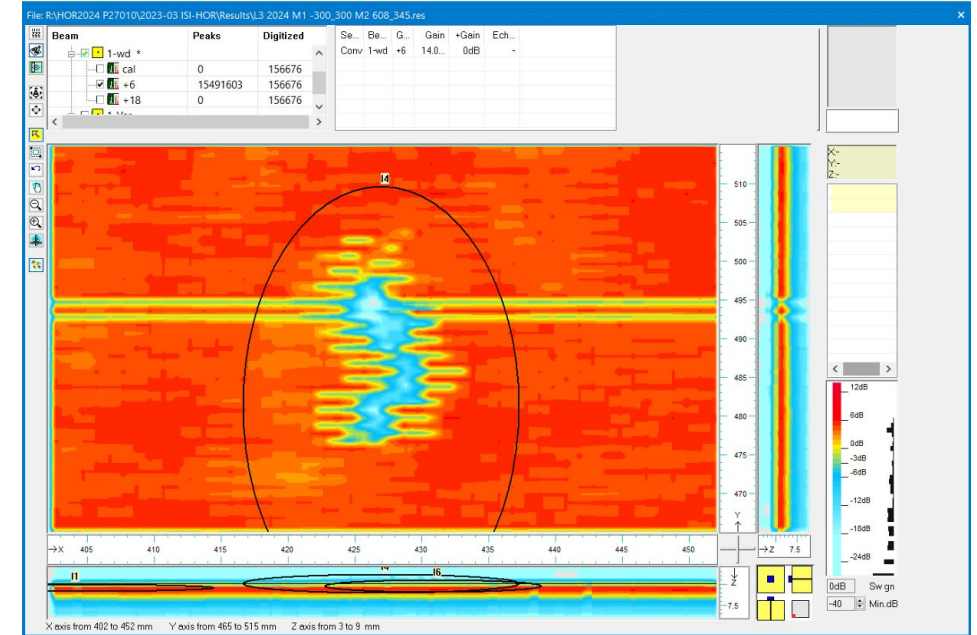 File: R:\HOR2024 P27010\2023-03 ISI-HOR\Results\L3 2024 M1 -300_300 M2 608_345.res
Beam Peaks Digitized
1-wd *
cal 0 156676
+6 15491603 156676
+18 0 156676
Se... Be... G... Gain +Gain Ech...
Conv 1-wd +6 14.0... 0dB -
X:-
Y:-
Z:-
I4
510
505
500
495
490
485
480
475
470
Y
→X 405 410 415 420 425 430 435 440 445 450
→Z 7.5
12dB
6dB
0dB
-3dB
-6dB
-12dB
-18dB
-24dB
I1
I6
Z
7.5
0dB Sw gn
-40 Min.dB
X axis from 402 to 452 mm Y axis from 465 to 515 mm Z axis from 3 to 9 mm